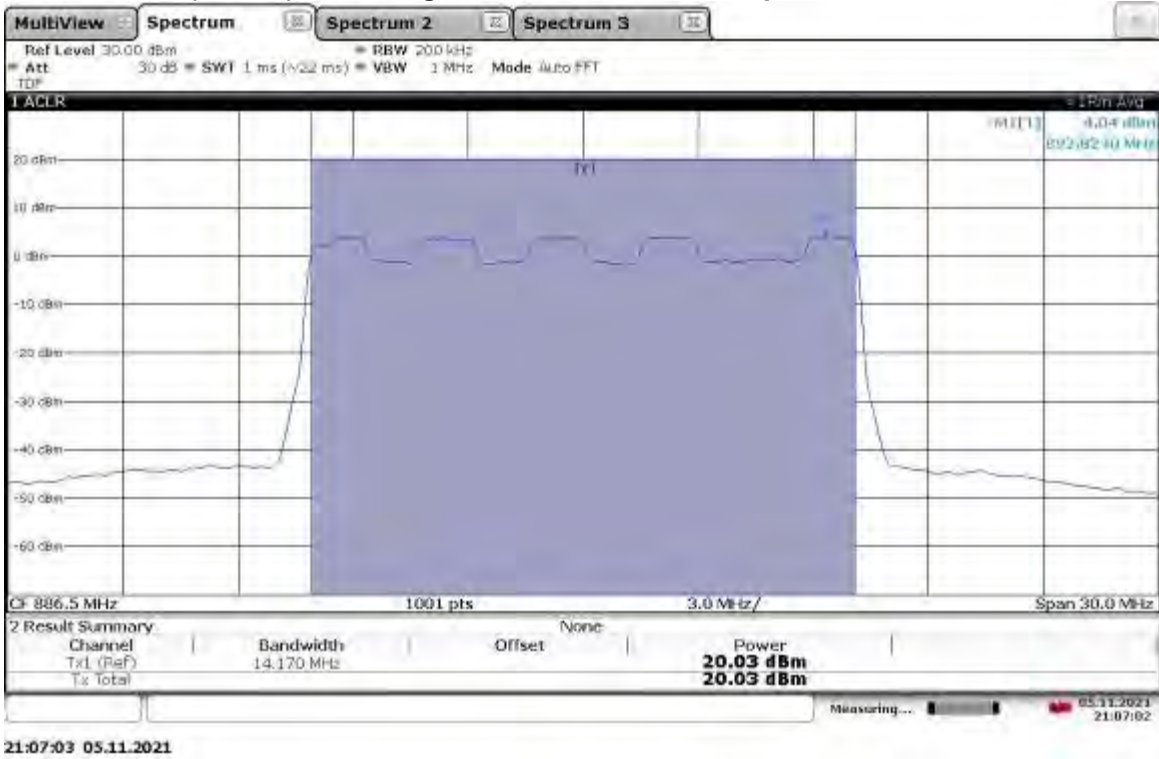 MultiView Spectrum Spectrum 2 Spectrum 3
Ref Level 30.00 dBm RBW 200 kHz
Att 30 dB SWT 1 ms (~22 ms) VBW 1 MHz Mode Auto FFT
TDF
1 ACLR 1Rm Avg
M1[1] 4.04 dBm
Tx1
20 dBm
10 dBm
0 dBm
-10 dBm
-20 dBm
-30 dBm
-40 dBm
-50 dBm
-60 dBm
CF 886.5 MHz 1001 pts 3.0 MHz/ Span 30.0 MHz
2 Result Summary None
Channel Bandwidth Offset Power
Tx1 (Ref) 14.170 MHz 20.03 dBm
Tx Total 20.03 dBm
Measuring... 05.11.2021
21:07:02
21:07:03 05.11.2021